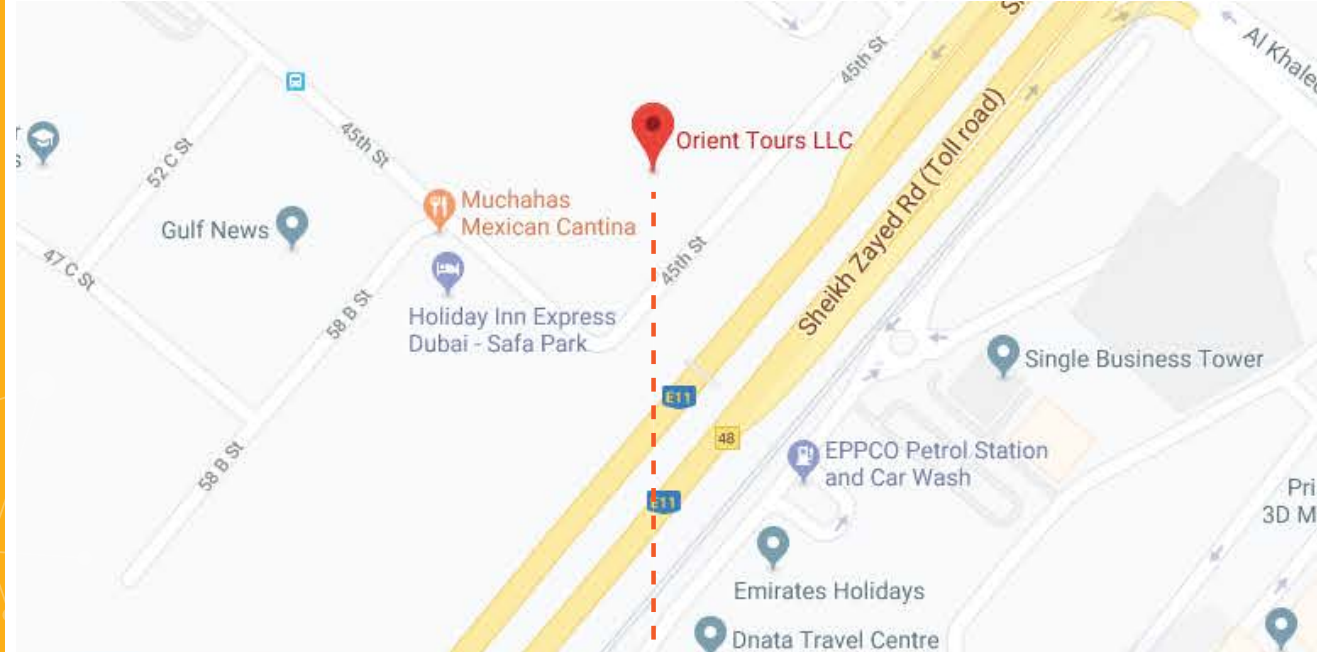 Al Khalee
45th St
45th St
Orient Tours LLC
52 C St
Muchahas
Mexican Cantina
Gulf News
Sheikh Zayed Rd (Toll road)
45th St
47 C St
58 B St
Holiday Inn Express
Dubai - Safa Park
Single Business Tower
E11
48
EPPCO Petrol Station
and Car Wash
58 B St
E11
Pri
3D M
Emirates Holidays
Dnata Travel Centre